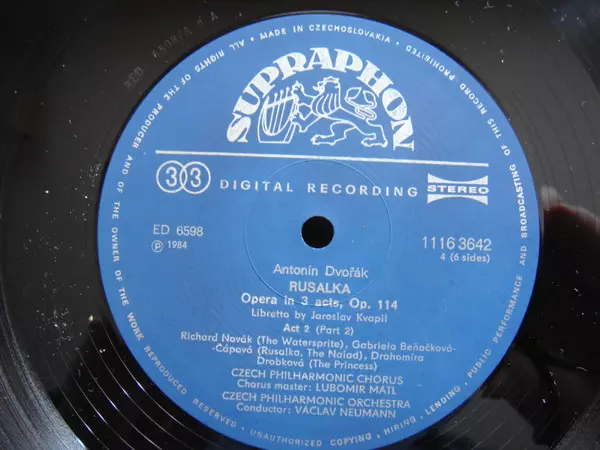 MADE IN CZECHOSLOVAKIA • ALL RIGHTS OF THE PRODUCER AND OF THE OWNER OF THE WORK REPRODUCED RESERVED • UNAUTHORIZED COPYING, HIRING, LENDING, PUBLIC PERFORMANCE AND BROADCASTING OF THIS RECORD PROHIBITED
SUPRAPHON
33 DIGITAL RECORDING STEREO
ED 6598 1116 3642
Ⓟ 1984 4 (6 sides)
Antonín Dvořák
RUSALKA
Opera in 3 acts, Op. 114
Libretto by Jaroslav Kvapil
Act 2 (Part 2)
Richard Novák (The Watersprite), Gabriela Beňačková-
-Čápová (Rusalka, The Naiad), Drahomíra
Drobková (The Princess)
CZECH PHILHARMONIC CHORUS
Chorus master: LUBOMÍR MÁTL
CZECH PHILHARMONIC ORCHESTRA
Conductor: VÁCLAV NEUMANN